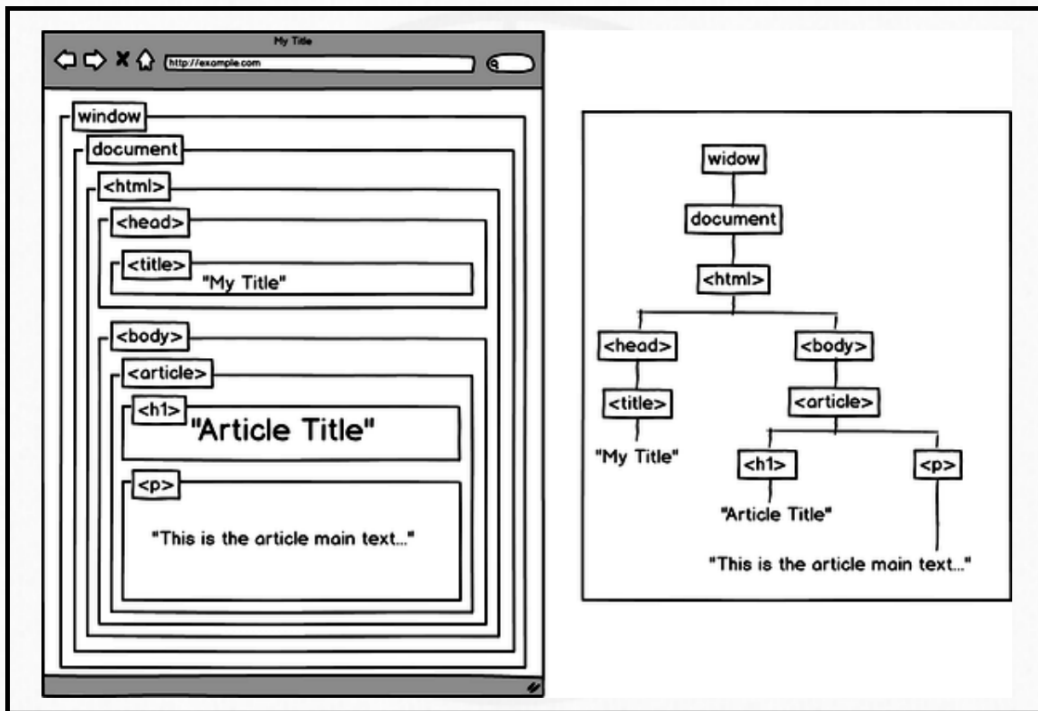 My Title
http://example.com
window
document
<html>
<head>
<title>
"My Title"
<body>
<article>
<h1>
"Article Title"
<p>
"This is the article main text..."
widow
document
<html>
<head> <body>
<title> <article>
"My Title" <h1> <p>
"Article Title"
"This is the article main text..."